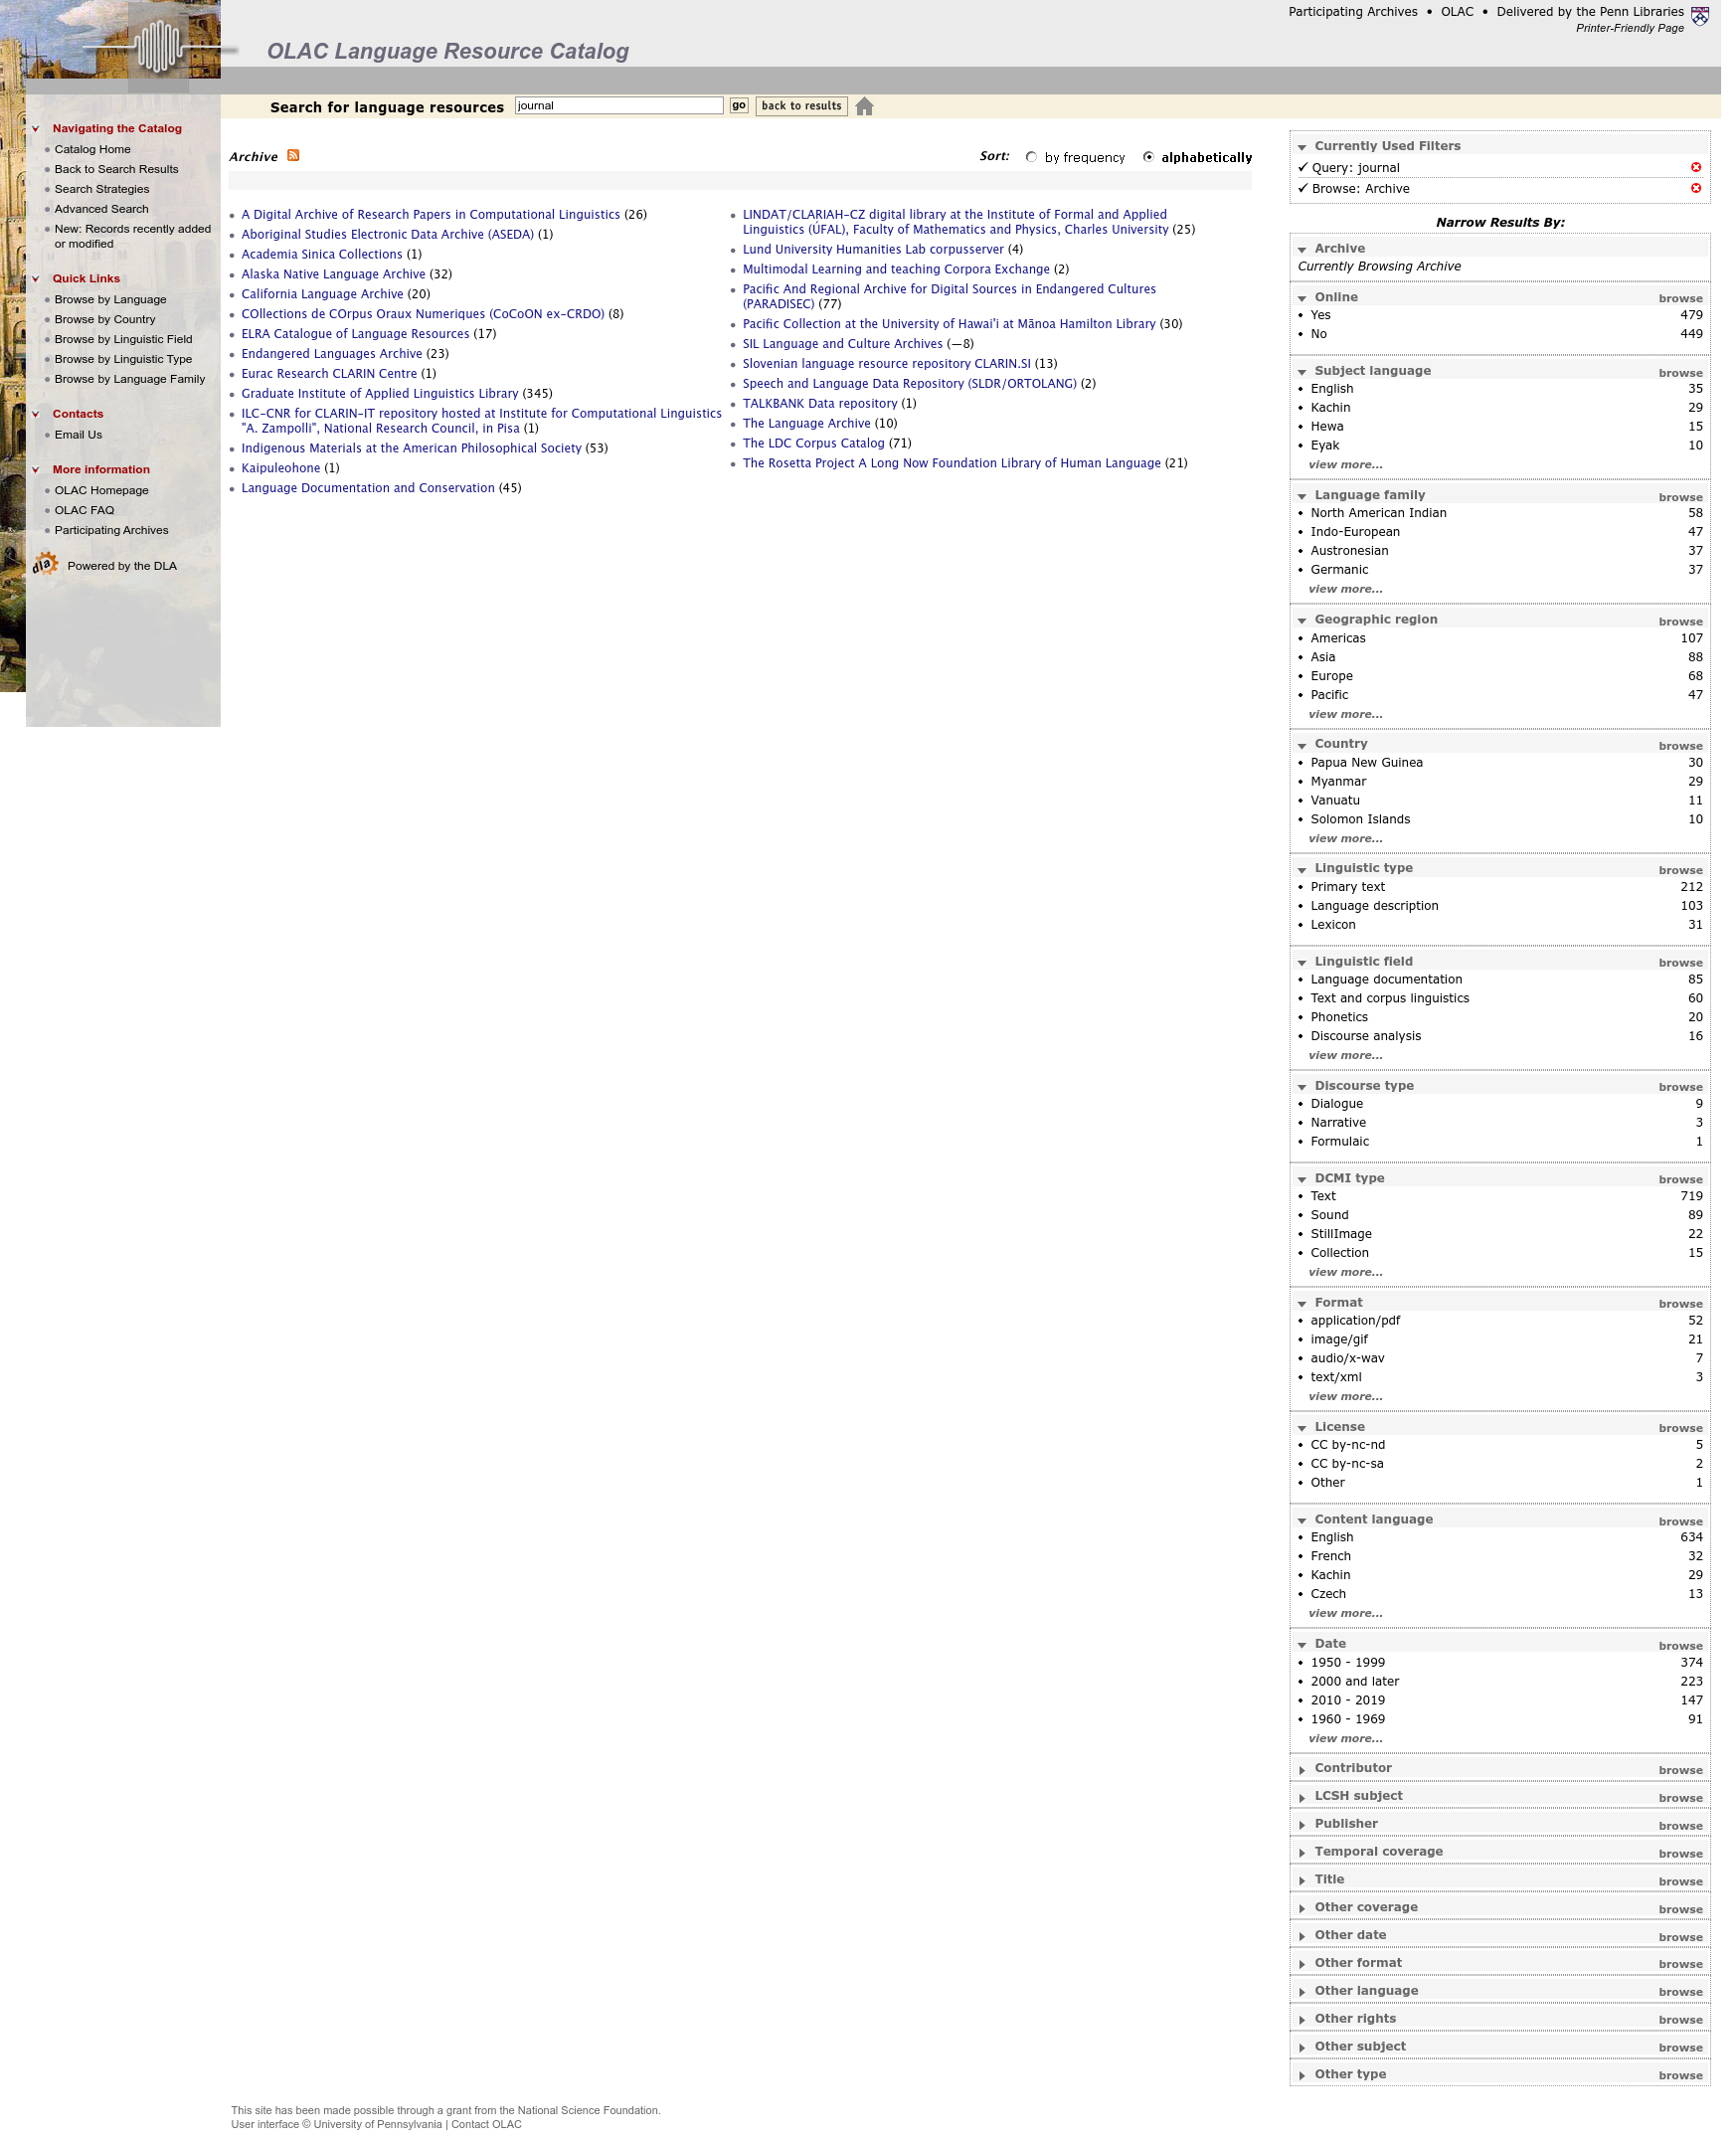 Participating Archives • OLAC • Delivered by the Penn Libraries
Printer-Friendly Page
OLAC Language Resource Catalog
Search for language resources journal go back to results
Navigating the Catalog
Catalog Home
Back to Search Results
Search Strategies
Advanced Search
New: Records recently added
or modified
Quick Links
Browse by Language
Browse by Country
Browse by Linguistic Field
Browse by Linguistic Type
Browse by Language Family
Contacts
Email Us
More information
OLAC Homepage
OLAC FAQ
Participating Archives
dla Powered by the DLA
Archive
Sort: by frequency alphabetically
A Digital Archive of Research Papers in Computational Linguistics (26)
Aboriginal Studies Electronic Data Archive (ASEDA) (1)
Academia Sinica Collections (1)
Alaska Native Language Archive (32)
California Language Archive (20)
COllections de COrpus Oraux Numeriques (CoCoON ex-CRDO) (8)
ELRA Catalogue of Language Resources (17)
Endangered Languages Archive (23)
Eurac Research CLARIN Centre (1)
Graduate Institute of Applied Linguistics Library (345)
ILC-CNR for CLARIN-IT repository hosted at Institute for Computational Linguistics
"A. Zampolli", National Research Council, in Pisa (1)
Indigenous Materials at the American Philosophical Society (53)
Kaipuleohone (1)
Language Documentation and Conservation (45)
LINDAT/CLARIAH-CZ digital library at the Institute of Formal and Applied
Linguistics (ÚFAL), Faculty of Mathematics and Physics, Charles University (25)
Lund University Humanities Lab corpusserver (4)
Multimodal Learning and teaching Corpora Exchange (2)
Pacific And Regional Archive for Digital Sources in Endangered Cultures
(PARADISEC) (77)
Pacific Collection at the University of Hawai'i at Mānoa Hamilton Library (30)
SIL Language and Culture Archives (—8)
Slovenian language resource repository CLARIN.SI (13)
Speech and Language Data Repository (SLDR/ORTOLANG) (2)
TALKBANK Data repository (1)
The Language Archive (10)
The LDC Corpus Catalog (71)
The Rosetta Project A Long Now Foundation Library of Human Language (21)
Currently Used Filters
Query: journal
Browse: Archive
Narrow Results By:
Archive
Currently Browsing Archive
Online browse
Yes 479
No 449
Subject language browse
English 35
Kachin 29
Hewa 15
Eyak 10
view more...
Language family browse
North American Indian 58
Indo-European 47
Austronesian 37
Germanic 37
view more...
Geographic region browse
Americas 107
Asia 88
Europe 68
Pacific 47
view more...
Country browse
Papua New Guinea 30
Myanmar 29
Vanuatu 11
Solomon Islands 10
view more...
Linguistic type browse
Primary text 212
Language description 103
Lexicon 31
Linguistic field browse
Language documentation 85
Text and corpus linguistics 60
Phonetics 20
Discourse analysis 16
view more...
Discourse type browse
Dialogue 9
Narrative 3
Formulaic 1
DCMI type browse
Text 719
Sound 89
StillImage 22
Collection 15
view more...
Format browse
application/pdf 52
image/gif 21
audio/x-wav 7
text/xml 3
view more...
License browse
CC by-nc-nd 5
CC by-nc-sa 2
Other 1
Content language browse
English 634
French 32
Kachin 29
Czech 13
view more...
Date browse
1950 - 1999 374
2000 and later 223
2010 - 2019 147
1960 - 1969 91
view more...
Contributor browse
LCSH subject browse
Publisher browse
Temporal coverage browse
Title browse
Other coverage browse
Other date browse
Other format browse
Other language browse
Other rights browse
Other subject browse
Other type browse
This site has been made possible through a grant from the National Science Foundation.
User interface © University of Pennsylvania | Contact OLAC